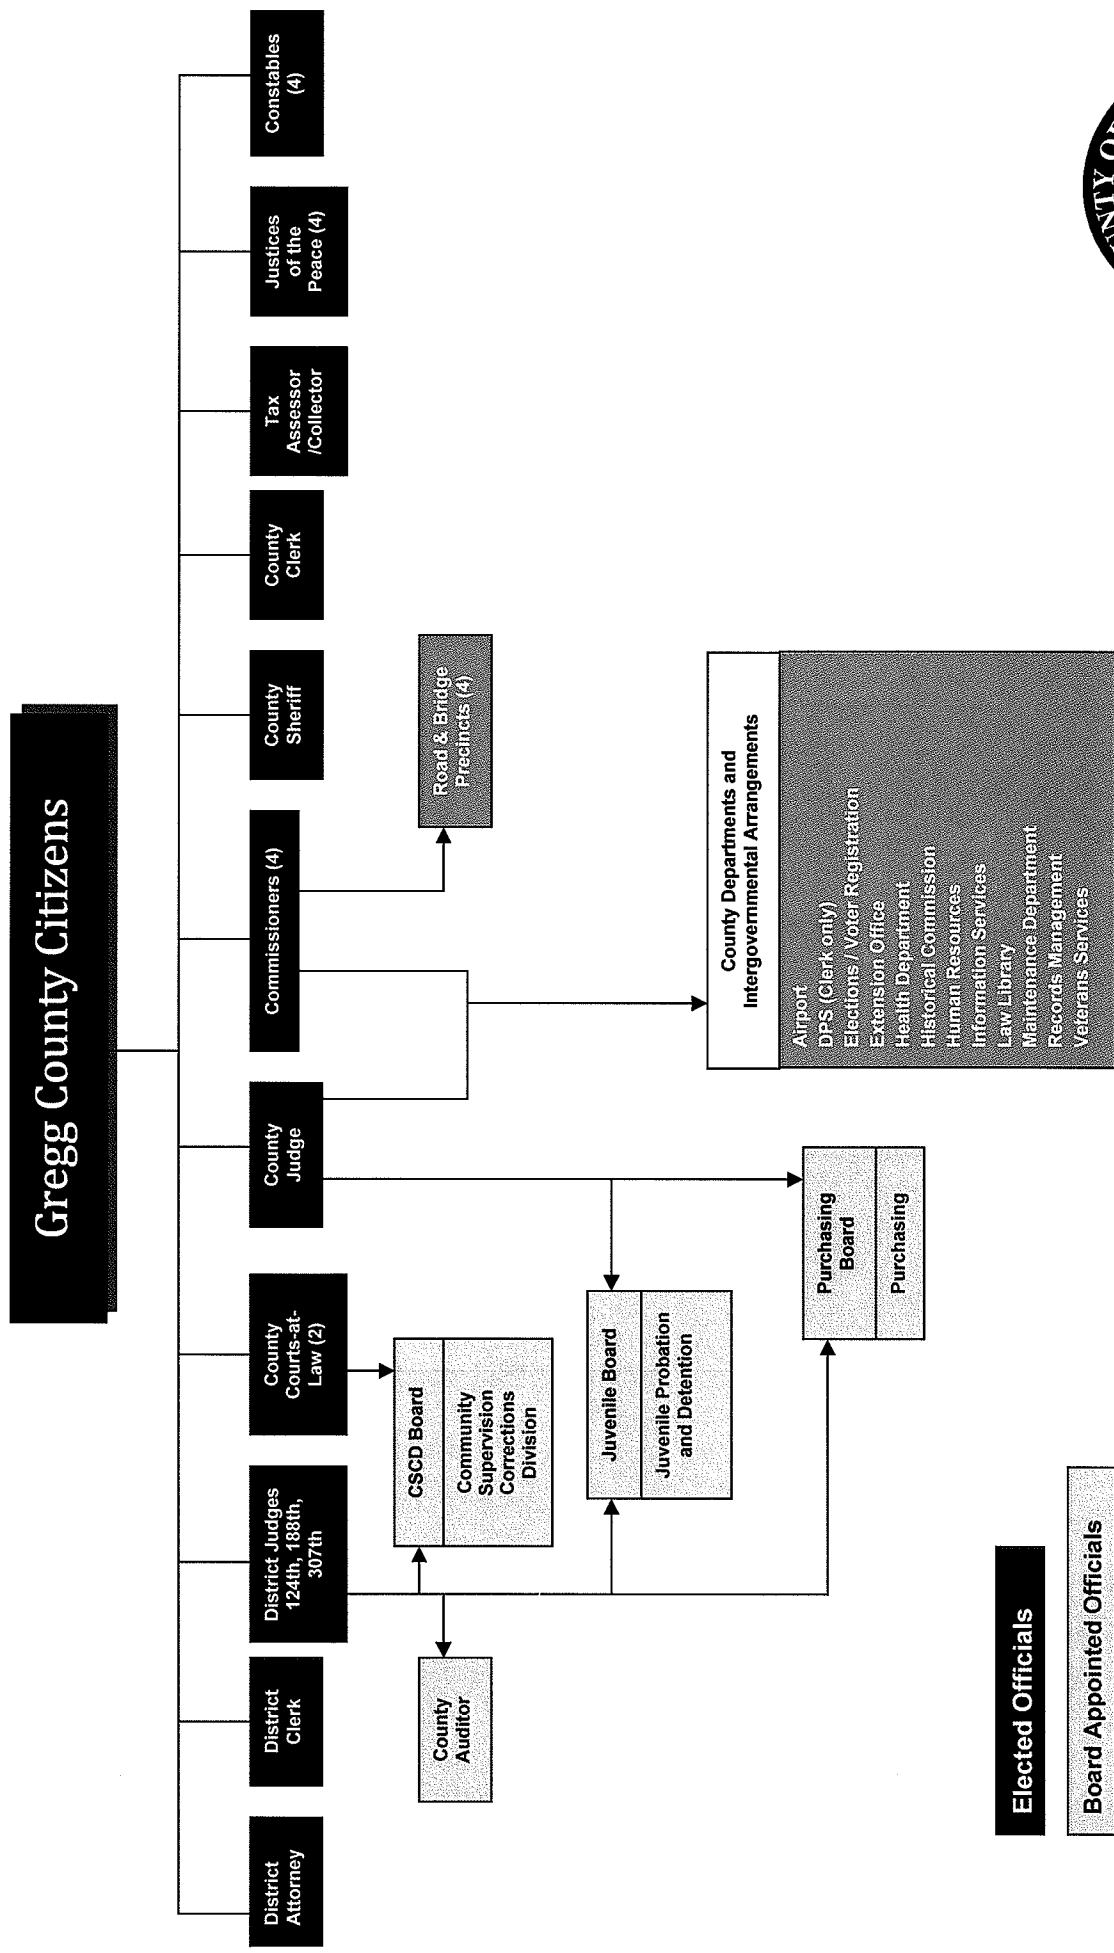 Gregg County Citizens
District
Attorney
District
Clerk
District Judges
124th, 188th,
307th
County
Courts-at-
Law (2)
County
Judge
Commissioners (4)
County
Sheriff
County
Clerk
Tax
Assessor
/Collector
Justices
of the
Peace (4)
Constables
(4)
County
Auditor
CSCD Board
Community
Supervision
Corrections
Division
Road & Bridge
Precincts (4)
Juvenile Board
Juvenile Probation
and Detention
Purchasing
Board
Purchasing
County Departments and
Intergovernmental Arrangements
Airport
DPS (Clerk only)
Elections / Voter Registration
Extension Office
Health Department
Historical Commission
Human Resources
Information Services
Law Library
Maintenance Department
Records Management
Veterans Services
Elected Officials
Board Appointed Officials